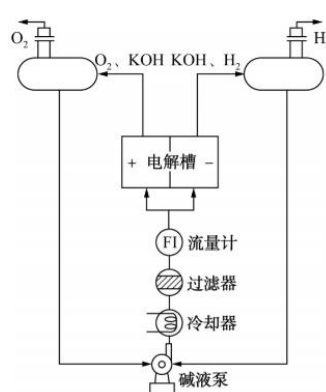 O₂
H
O₂、KOH KOH、H₂
+ 电解槽 −
FI 流量计
过滤器
冷却器
碱液泵